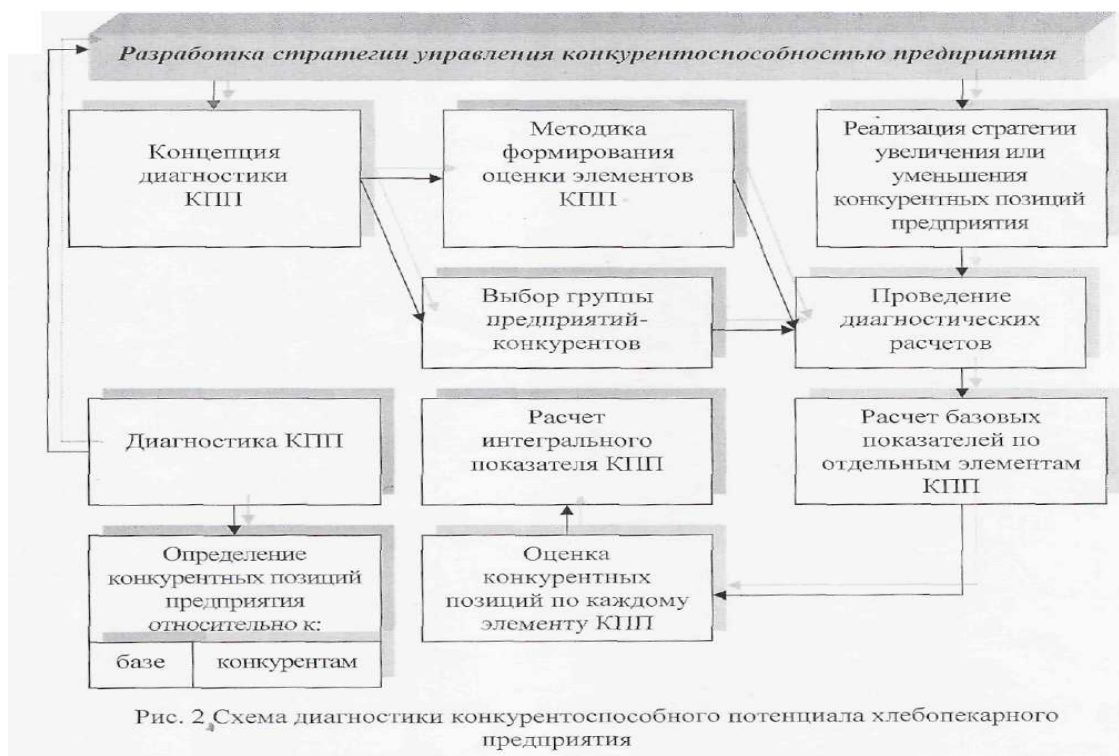 Разработка стратегии управления конкурентоспособностью предприятия
Концепция
диагностики
КПП
Методика
формирования
оценки элементов
КПП
Реализация стратегии
увеличения или
уменьшения
конкурентных позиций
предприятия
Выбор группы
предприятий-
конкурентов
Проведение
диагностических
расчетов
Диагностика КПП
Расчет
интегрального
показателя КПП
Расчет базовых
показателей по
отдельным элементам
КПП
Определение
конкурентных позиций
предприятия
относительно к:
базе
конкурентам
Оценка
конкурентных
позиций по каждому
элементу КПП
Рис. 2 Схема диагностики конкурентоспособного потенциала хлебопекарного
предприятия